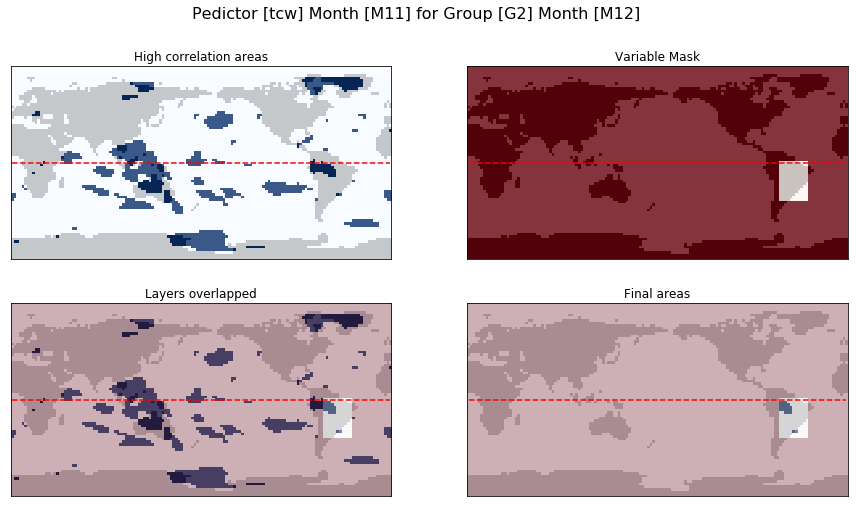 Pedictor [tcw] Month [M11] for Group [G2] Month [M12]
High correlation areas
Variable Mask
Layers overlapped
Final areas